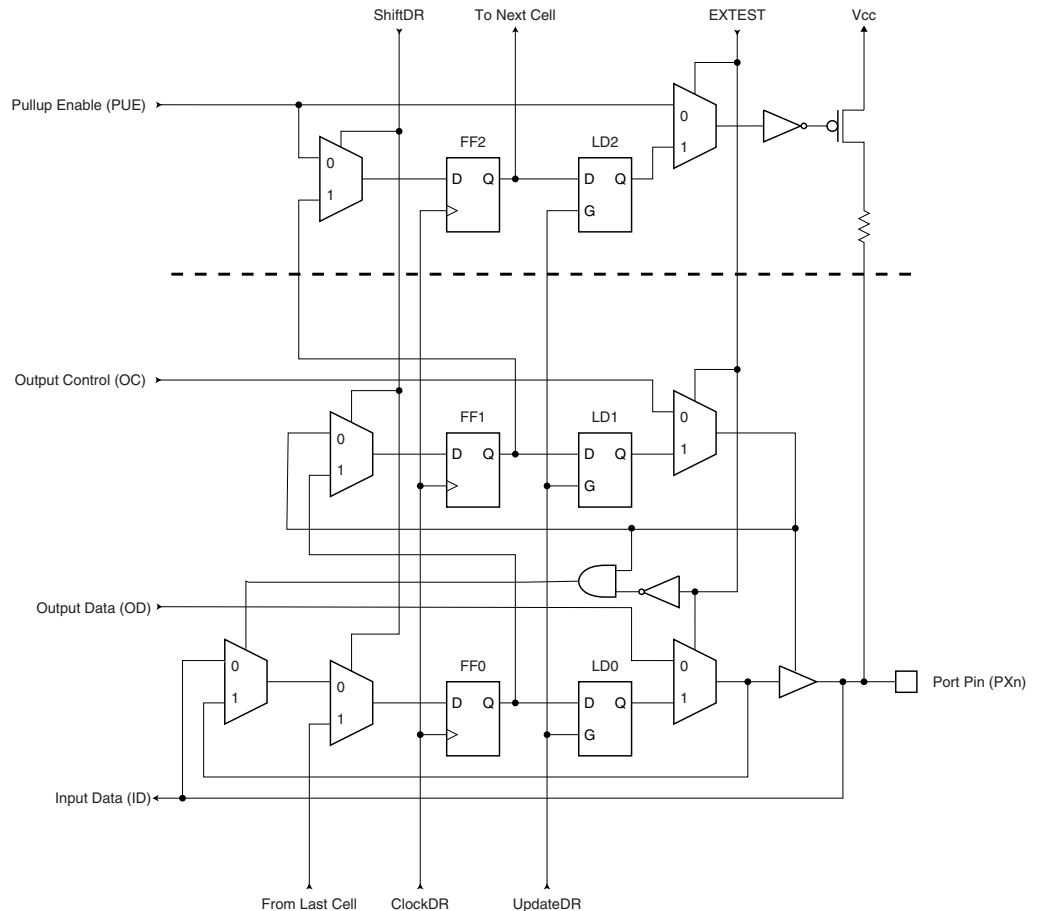 ShiftDR To Next Cell EXTEST Vcc
Pullup Enable (PUE)
0
FF2 LD2
0
1
1
D Q D Q
G
Output Control (OC)
0
FF1 LD1
0
1
1
D Q D Q
G
Output Data (OD)
0
0
FF0 LD0
0
1
1
1
D Q D Q
G
Port Pin (PXn)
Input Data (ID)
From Last Cell ClockDR UpdateDR